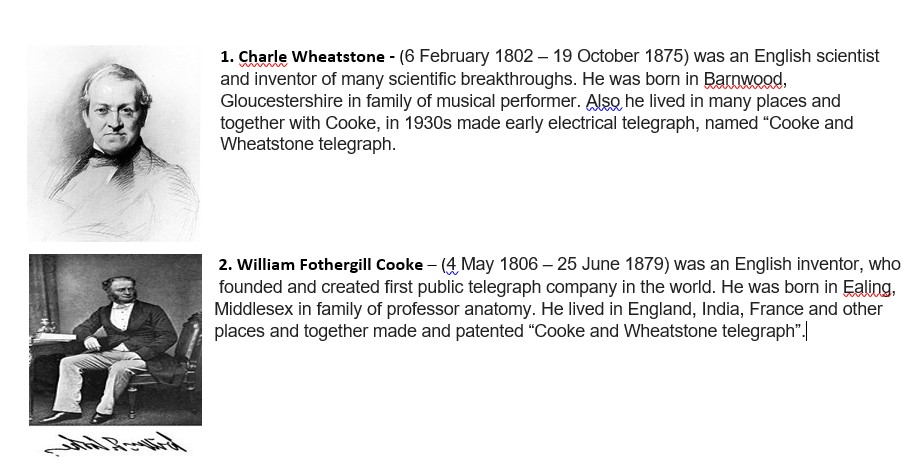 1. Charle Wheatstone - (6 February 1802 – 19 October 1875) was an English scientist
and inventor of many scientific breakthroughs. He was born in Barnwood,
Gloucestershire in family of musical performer. Also he lived in many places and
together with Cooke, in 1930s made early electrical telegraph, named “Cooke and
Wheatstone telegraph.
2. William Fothergill Cooke – (4 May 1806 – 25 June 1879) was an English inventor, who
founded and created first public telegraph company in the world. He was born in Ealing,
Middlesex in family of professor anatomy. He lived in England, India, France and other
places and together made and patented “Cooke and Wheatstone telegraph”.